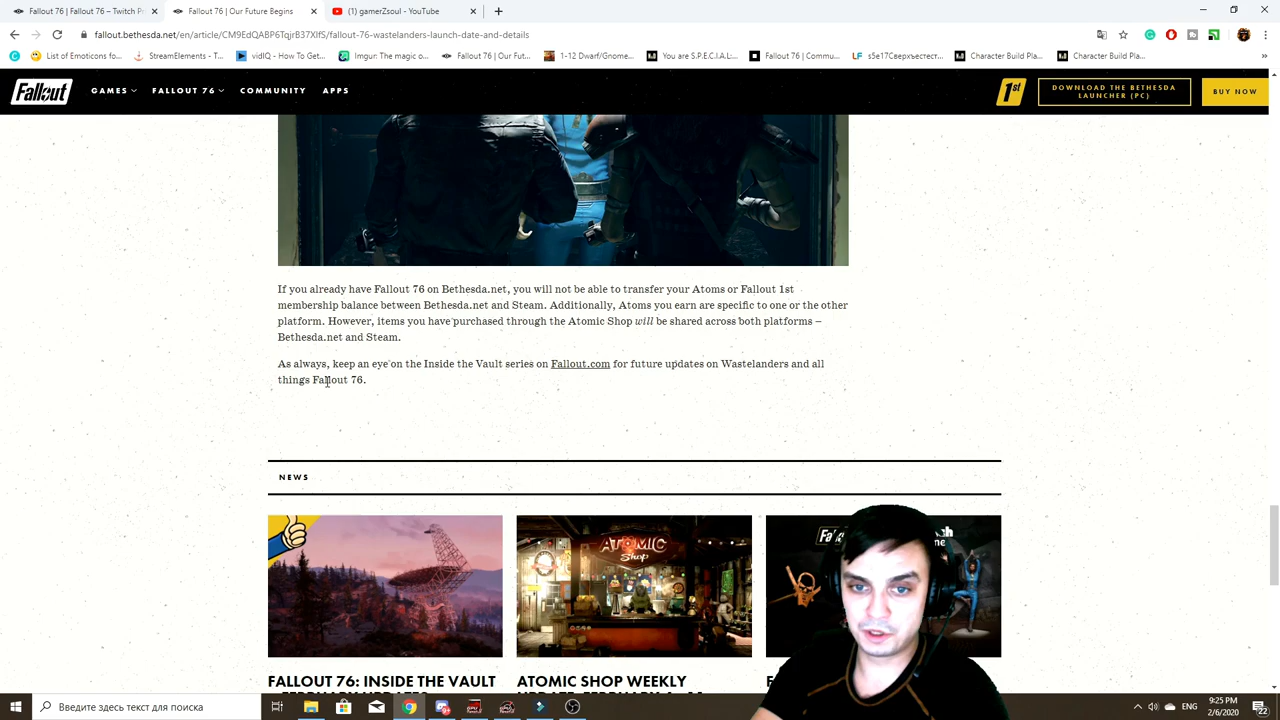 Fallout 76 | Fallout 76 – Twitch P
Fallout 76 | Our Future Begins
(1) gamerZsoul - YouTube
fallout.bethesda.net/en/article/CM9EdQABP6TqjrB37XIfS/fallout-76-wastelanders-launch-date-and-details
List of Emoticons fo...
StreamElements - T...
vidIQ - How To Get...
Imgur: The magic o...
Fallout 76 | Our Fut...
1-12 Dwarf/Gnome...
You are S.P.E.C.I.A.L:...
Fallout 76 | Commu...
s5e17Сверхъестест...
Character Build Pla...
Character Build Pla...
Fallout
GAMES
FALLOUT 76
COMMUNITY
APPS
1st
DOWNLOAD THE BETHESDA
LAUNCHER (PC)
BUY NOW
If you already have Fallout 76 on Bethesda.net, you will not be able to transfer your Atoms or Fallout 1st
membership balance between Bethesda.net and Steam. Additionally, Atoms you earn are specific to one or the other
platform. However, items you have purchased through the Atomic Shop will be shared across both platforms –
Bethesda.net and Steam.
As always, keep an eye on the Inside the Vault series on Fallout.com for future updates on Wastelanders and all
things Fallout 76.
NEWS
ATOMIC
Shop
FALLOUT 76: INSIDE THE VAULT
ATOMIC SHOP WEEKLY
Введите здесь текст для поиска
ENG
9:25 PM
2/6/2020
22